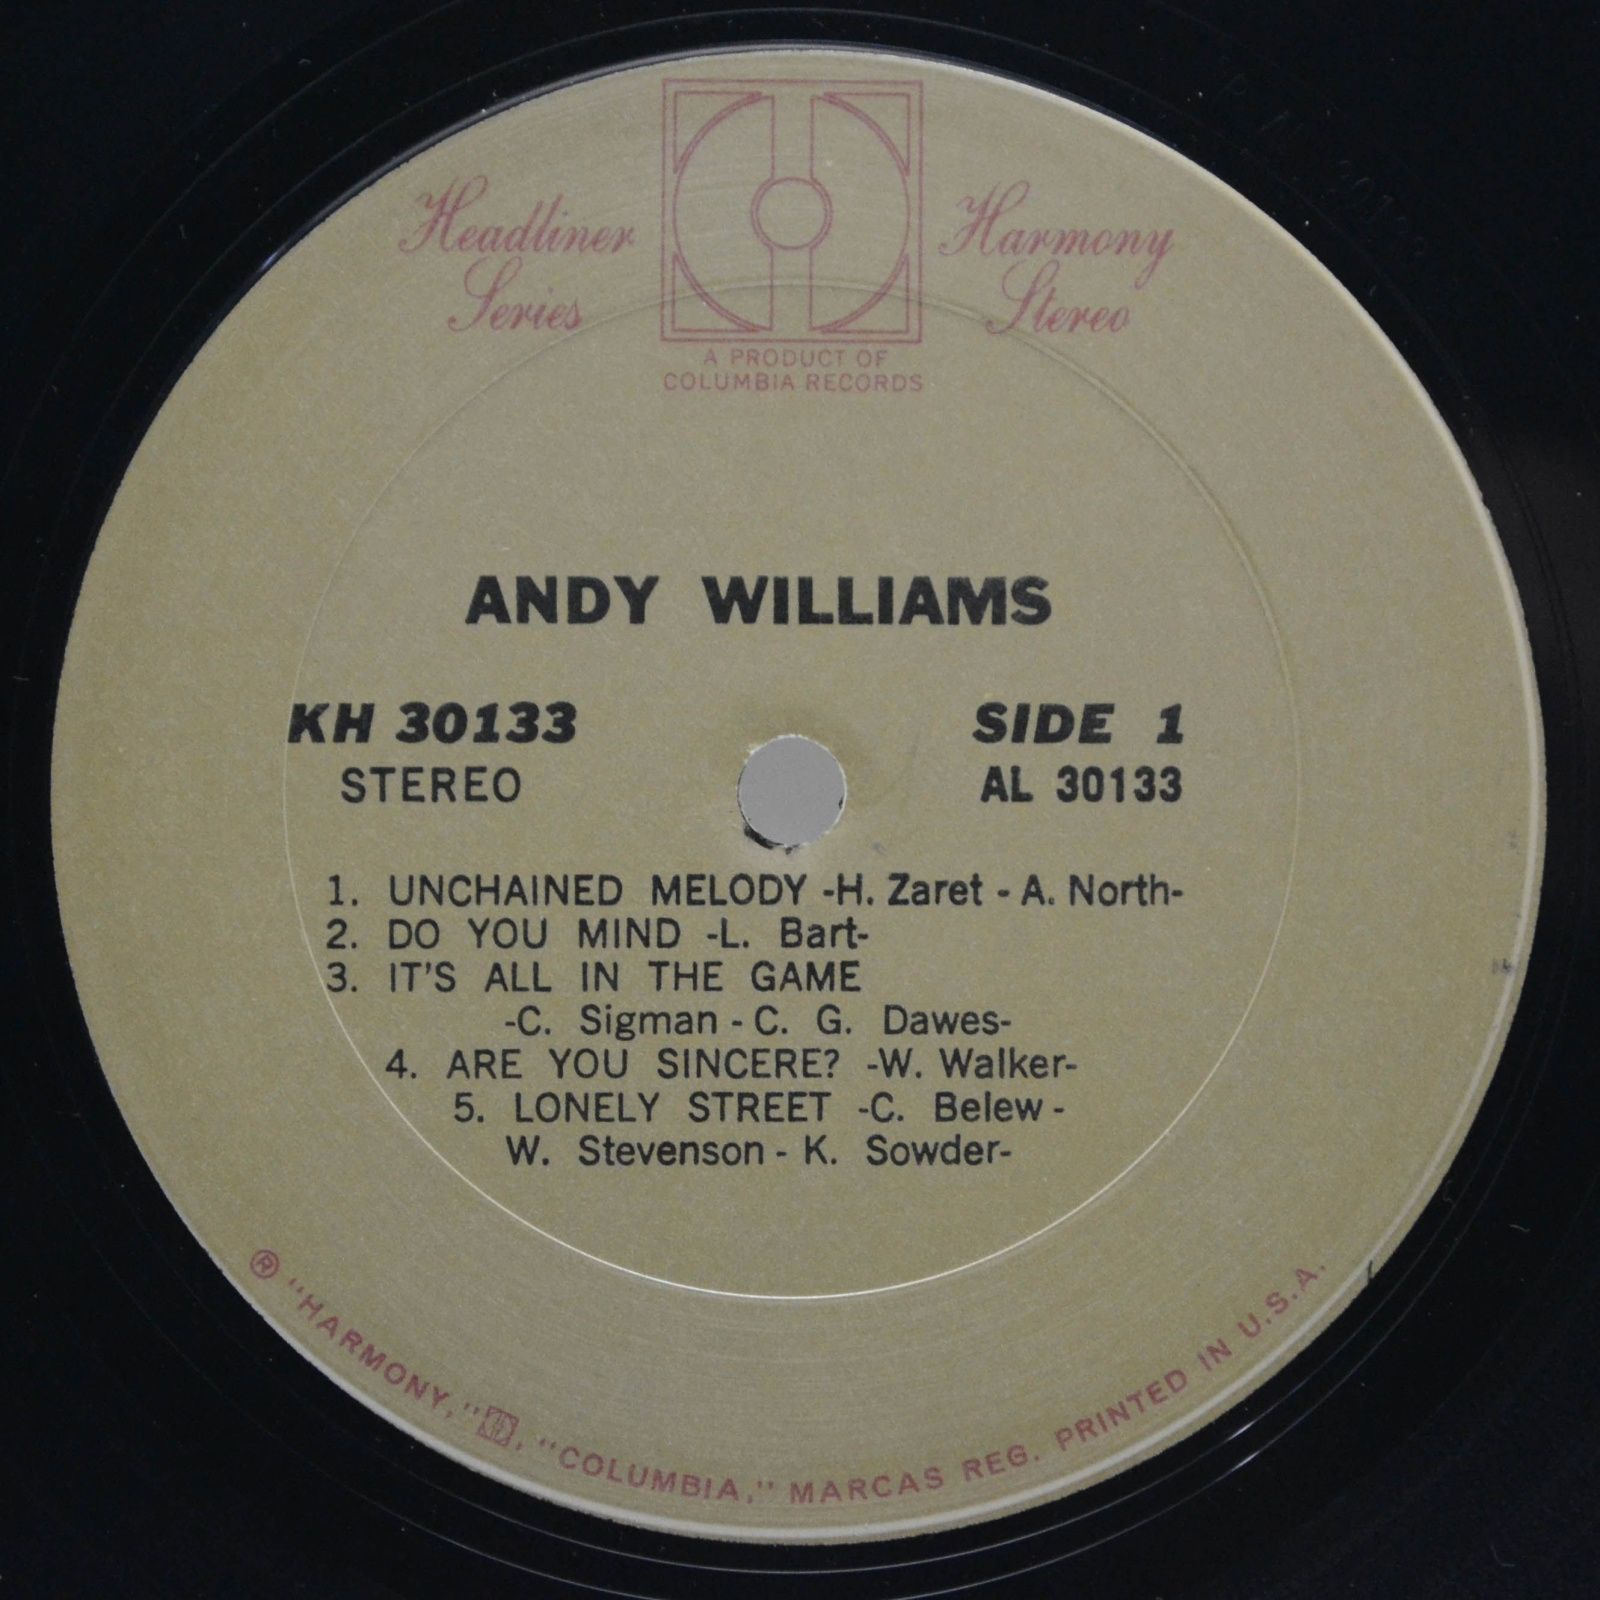 Headliner Series
Harmony Stereo
A PRODUCT OF
COLUMBIA RECORDS
ANDY WILLIAMS
KH 30133
STEREO
SIDE 1
AL 30133
1. UNCHAINED MELODY -H. Zaret - A. North-
2. DO YOU MIND -L. Bart-
3. IT'S ALL IN THE GAME
-C. Sigman - C. G. Dawes-
4. ARE YOU SINCERE? -W. Walker-
5. LONELY STREET -C. Belew -
W. Stevenson - K. Sowder-
® "HARMONY," , "COLUMBIA," MARCAS REG. PRINTED IN U.S.A.